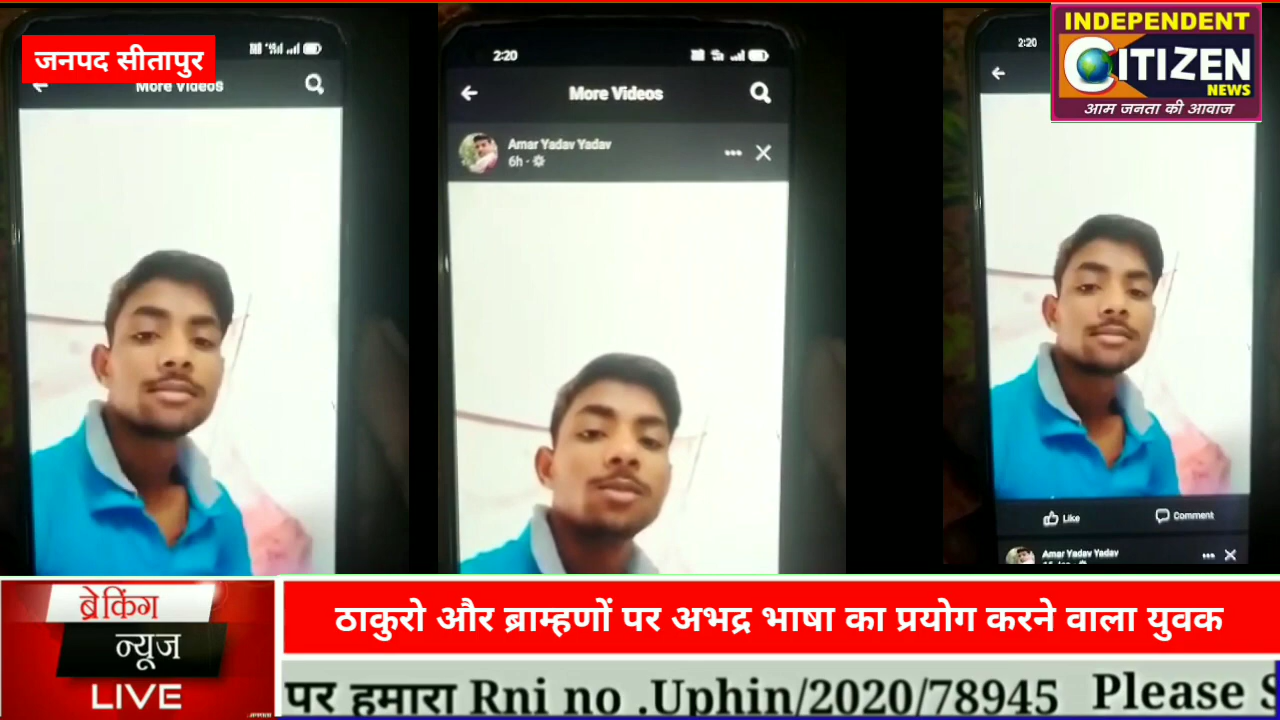 जनपद सीतापुर
More Videos
2:20
More Videos
Amar Yadav Yadav
6h
2:20
INDEPENDENT
CITIZEN
NEWS
आम जनता की आवाज
Like
Comment
Amar Yadav Yadav
ब्रेकिंग
न्यूज
LIVE
ठाकुरो और ब्राम्हणों पर अभद्र भाषा का प्रयोग करने वाला युवक
पर हमारा Rni no .Uphin/2020/78945 Please S